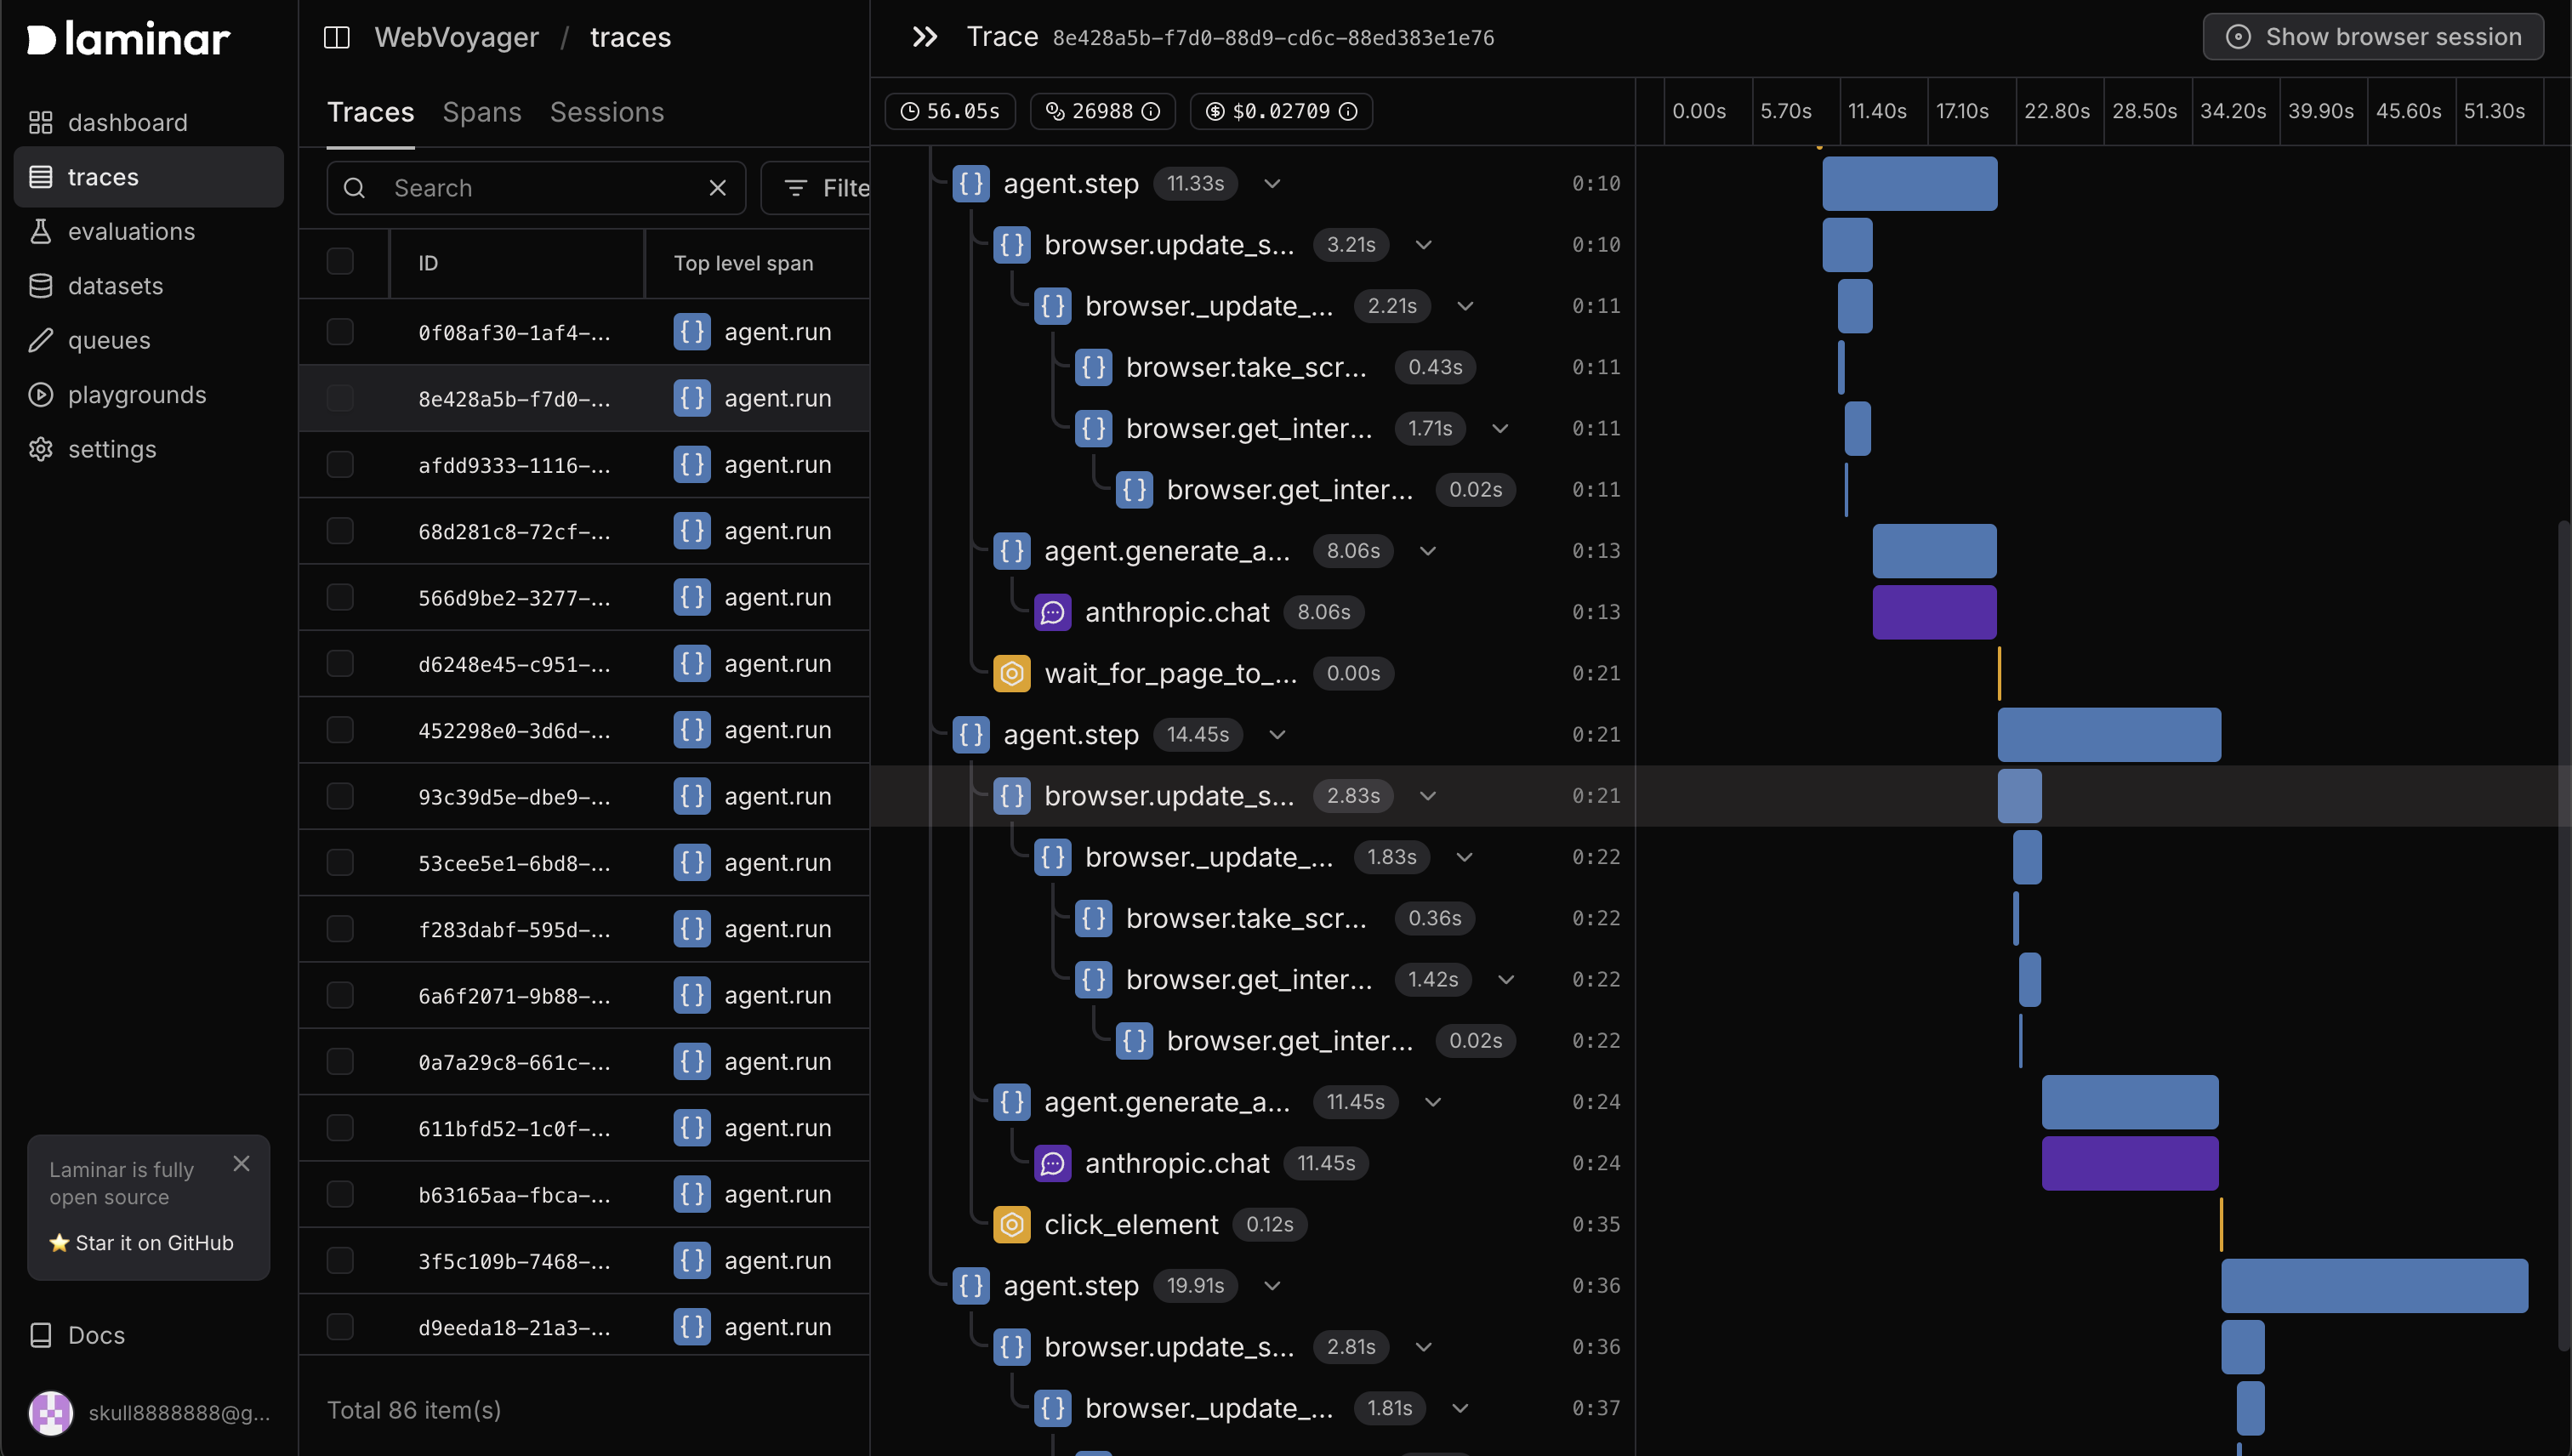 laminar
dashboard
traces
evaluations
datasets
queues
playgrounds
settings
Laminar is fully
open source
⭐ Star it on GitHub
Docs
skull8888888@g...
WebVoyager / traces
Traces Spans Sessions
Search Filte
ID Top level span
0f08af30-1af4-... agent.run
8e428a5b-f7d0-... agent.run
afdd9333-1116-... agent.run
68d281c8-72cf-... agent.run
566d9be2-3277-... agent.run
d6248e45-c951-... agent.run
452298e0-3d6d-... agent.run
93c39d5e-dbe9-... agent.run
53cee5e1-6bd8-... agent.run
f283dabf-595d-... agent.run
6a6f2071-9b88-... agent.run
0a7a29c8-661c-... agent.run
611bfd52-1c0f-... agent.run
b63165aa-fbca-... agent.run
3f5c109b-7468-... agent.run
d9eeda18-21a3-... agent.run
Total 86 item(s)
Trace 8e428a5b-f7d0-88d9-cd6c-88ed383e1e76
Show browser session
56.05s 26988 $0.02709
0.00s 5.70s 11.40s 17.10s 22.80s 28.50s 34.20s 39.90s 45.60s 51.30s
agent.step 11.33s 0:10
browser.update_s... 3.21s 0:10
browser._update_... 2.21s 0:11
browser.take_scr... 0.43s 0:11
browser.get_inter... 1.71s 0:11
browser.get_inter... 0.02s 0:11
agent.generate_a... 8.06s 0:13
anthropic.chat 8.06s 0:13
wait_for_page_to_... 0.00s 0:21
agent.step 14.45s 0:21
browser.update_s... 2.83s 0:21
browser._update_... 1.83s 0:22
browser.take_scr... 0.36s 0:22
browser.get_inter... 1.42s 0:22
browser.get_inter... 0.02s 0:22
agent.generate_a... 11.45s 0:24
anthropic.chat 11.45s 0:24
click_element 0.12s 0:35
agent.step 19.91s 0:36
browser.update_s... 2.81s 0:36
browser._update_... 1.81s 0:37